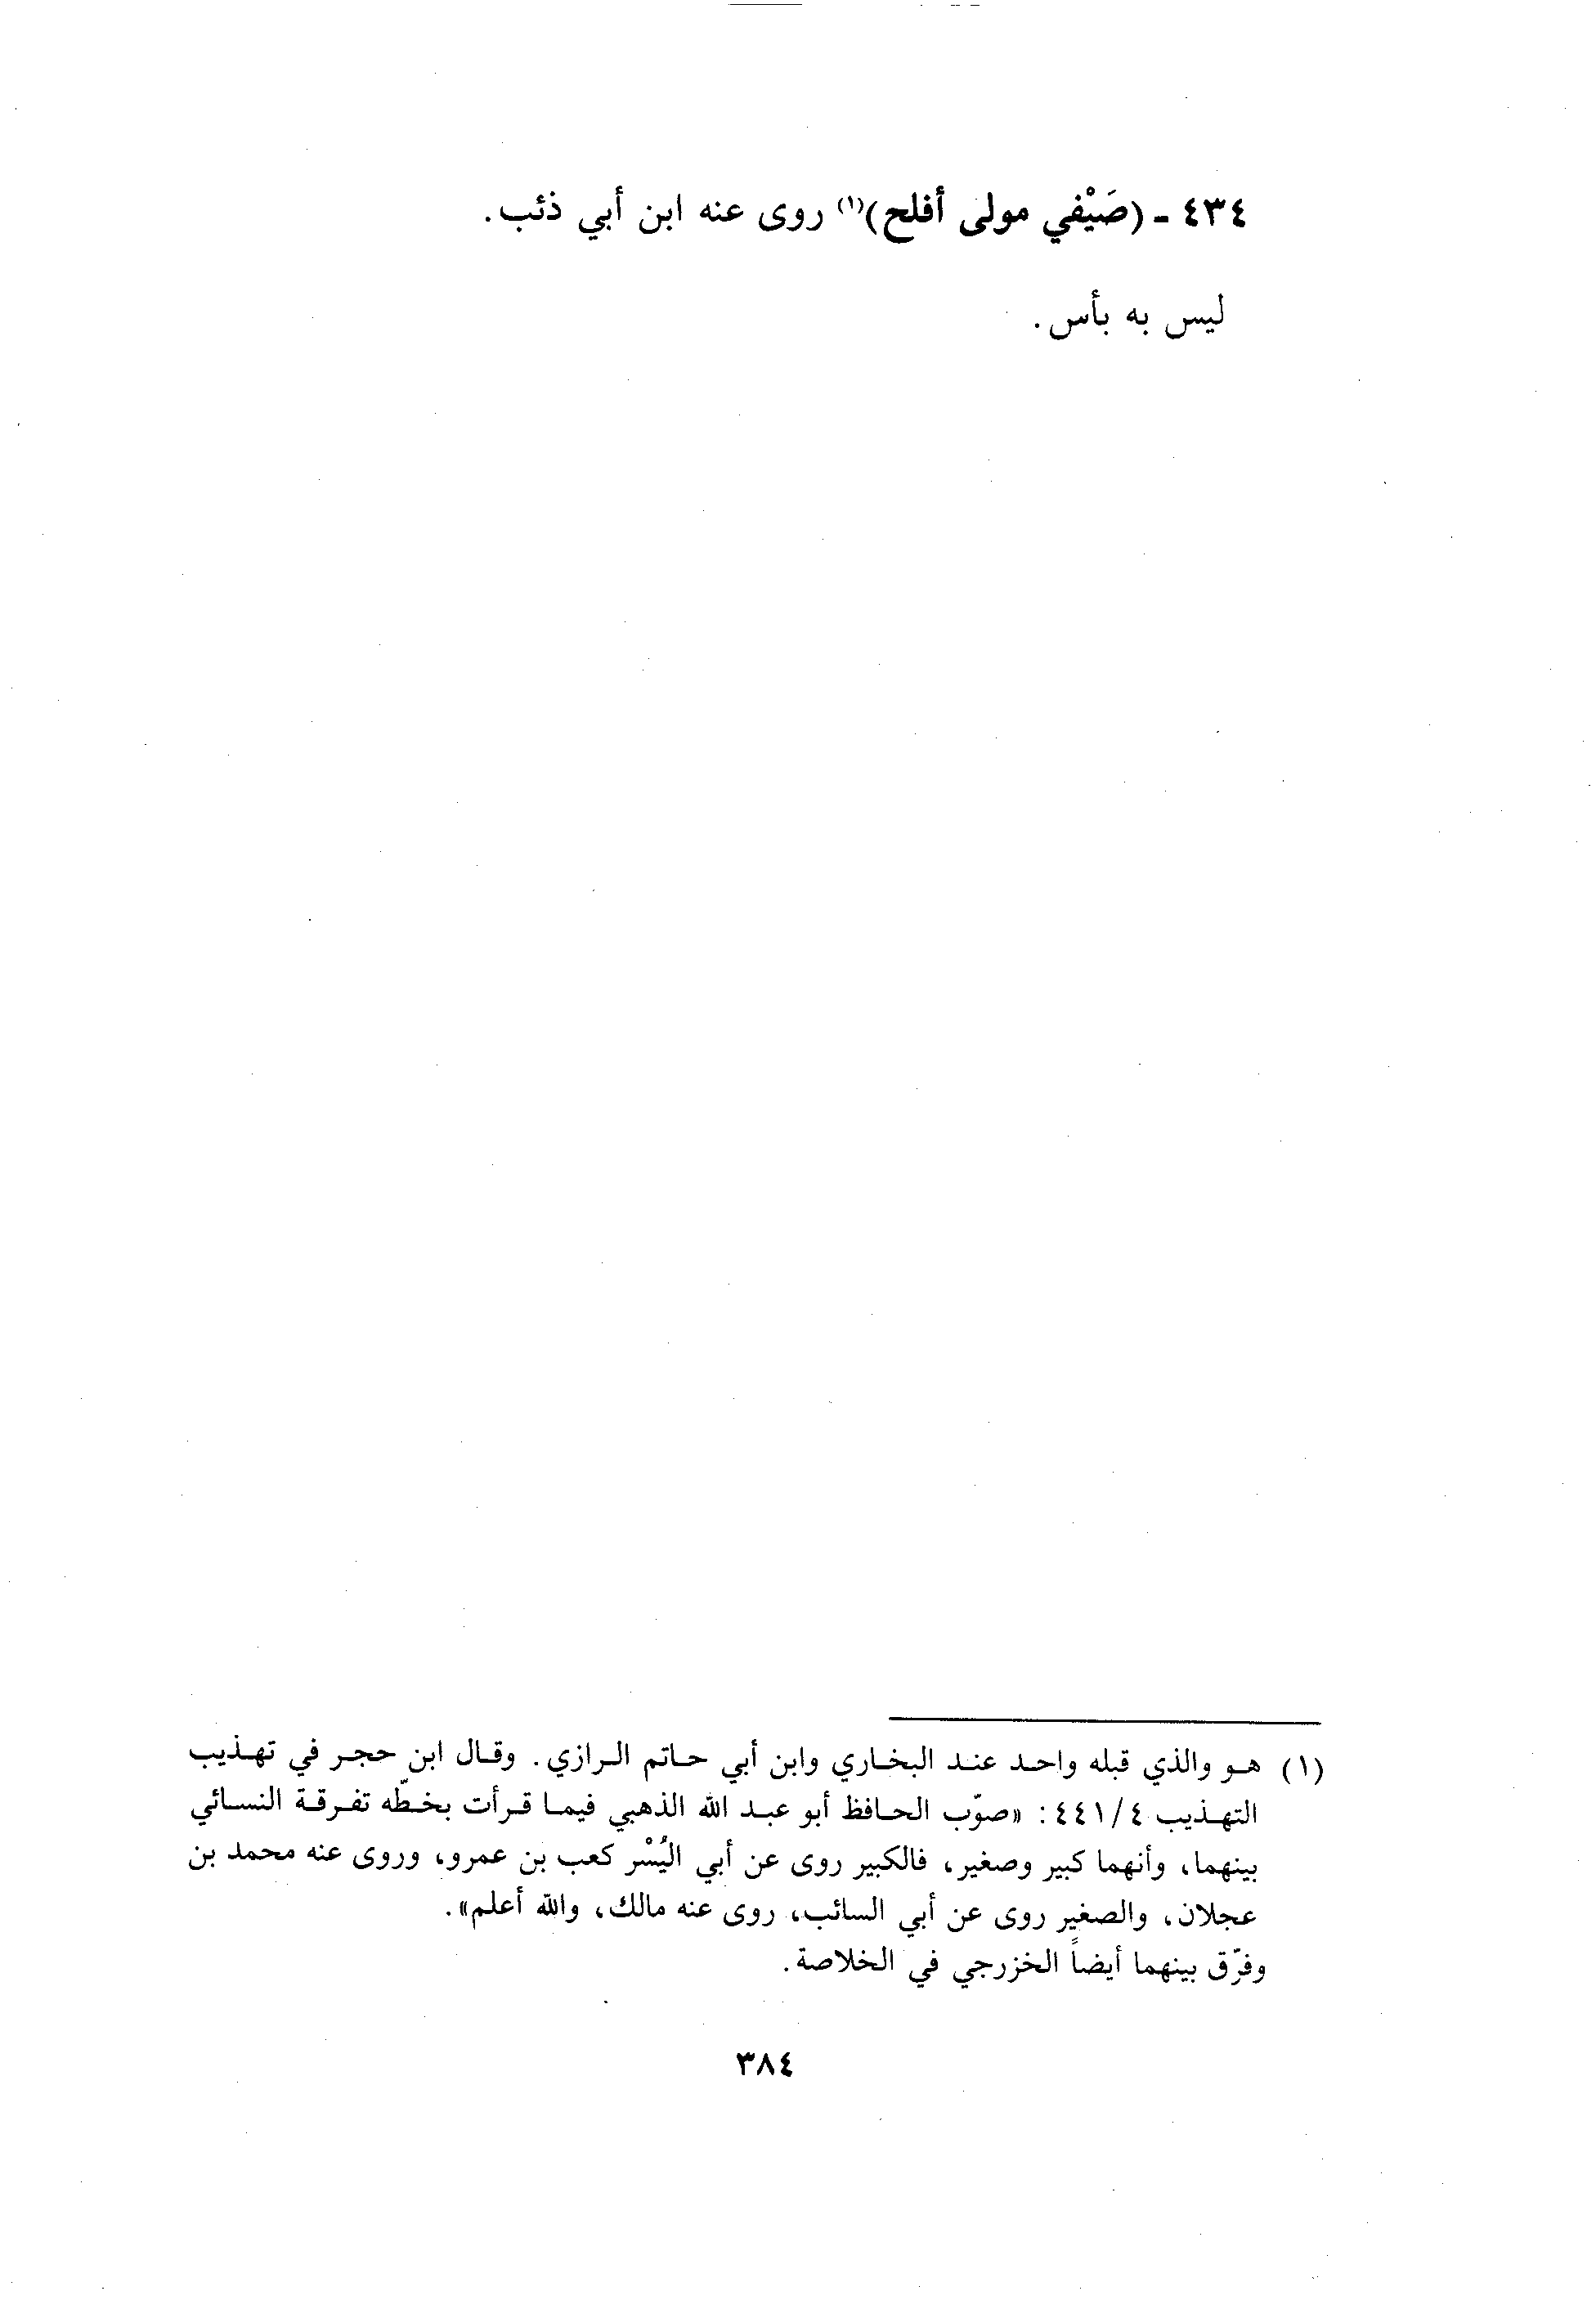 ٤٣٤ - (صَيْفي مولى أفلح)(١) روى عنه ابن أبي ذئب.
ليس به بأس.
(١) هو والذي قبله واحد عند البخاري وابن أبي حاتم الرازي. وقال ابن حجر في تهذيب
التهذيب ٤/ ٤٤١: «صوّب الحافظ أبو عبد الله الذهبي فيما قرأت بخطّه تفرقة النسائي
بينهما، وأنهما كبير وصغير، فالكبير روى عن أبي اليُسْر كعب بن عمرو، وروى عنه محمد بن
عجلان، والصغير روى عن أبي السائب، روى عنه مالك، والله أعلم».
وفرّق بينهما أيضاً الخزرجي في الخلاصة.
٣٨٤